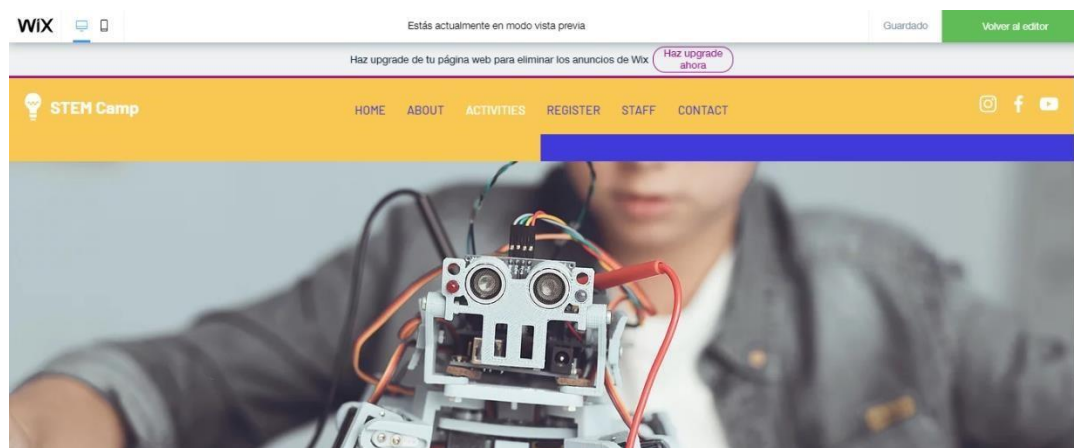 WiX Estás actualmente en modo vista previa Guardado Volver al editor
Haz upgrade de tu página web para eliminar los anuncios de Wix Haz upgrade
ahora
STEM Camp HOME ABOUT ACTIVITIES REGISTER STAFF CONTACT